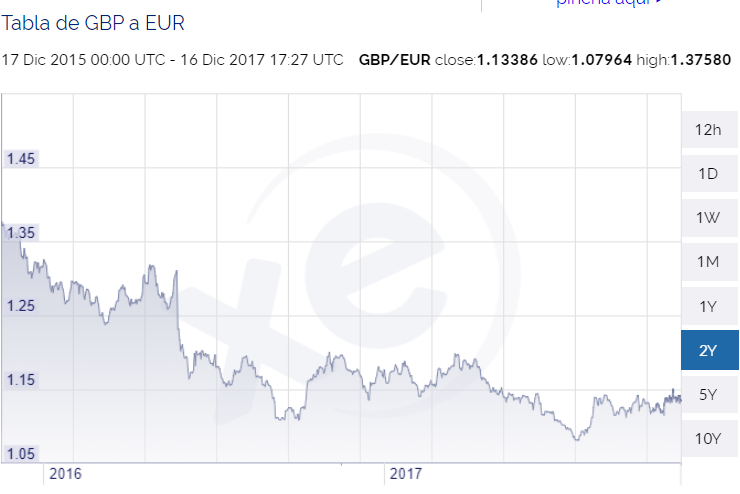 Tabla de GBP a EUR
17 Dic 2015 00:00 UTC - 16 Dic 2017 17:27 UTC GBP/EUR close:1.13386 low:1.07964 high:1.37580
12h
1.45
1D
1W
1.35
1M
xe
1.25
1Y
2Y
1.15
5Y
10Y
1.05
2016
2017